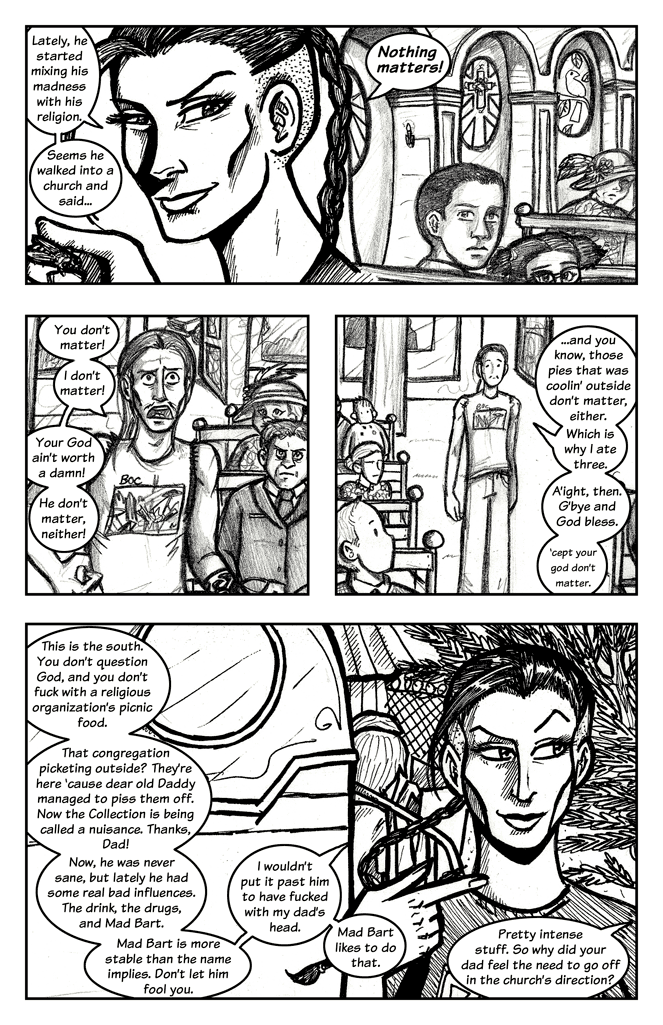 Lately, he
started
mixing his
madness
with his
religion.
Seems he
walked into a
church and
said...
Nothing
matters!
You don't
matter!
I don't
matter!
Your God
ain't worth
a damn!
He don't
matter,
neither!
BOC
...and you
know, those
pies that was
coolin' outside
don't matter,
either.
Which is
why I ate
three.
A'ight, then.
G'bye and
God bless.
'cept your
god don't
matter.
BOC
This is the south.
You don't question
God, and you don't
fuck with a religious
organization's picnic
food.
That congregation
picketing outside? They're
here 'cause dear old Daddy
managed to piss them off.
Now the Collection is being
called a nuisance. Thanks,
Dad!
Now, he was never
sane, but lately he had
some real bad influences.
The drink, the drugs,
and Mad Bart.
Mad Bart is more
stable than the name
implies. Don't let him
fool you.
I wouldn't
put it past him
to have fucked
with my dad's
head.
Mad Bart
likes to do
that.
Pretty intense
stuff. So why did your
dad feel the need to go off
in the church's direction?